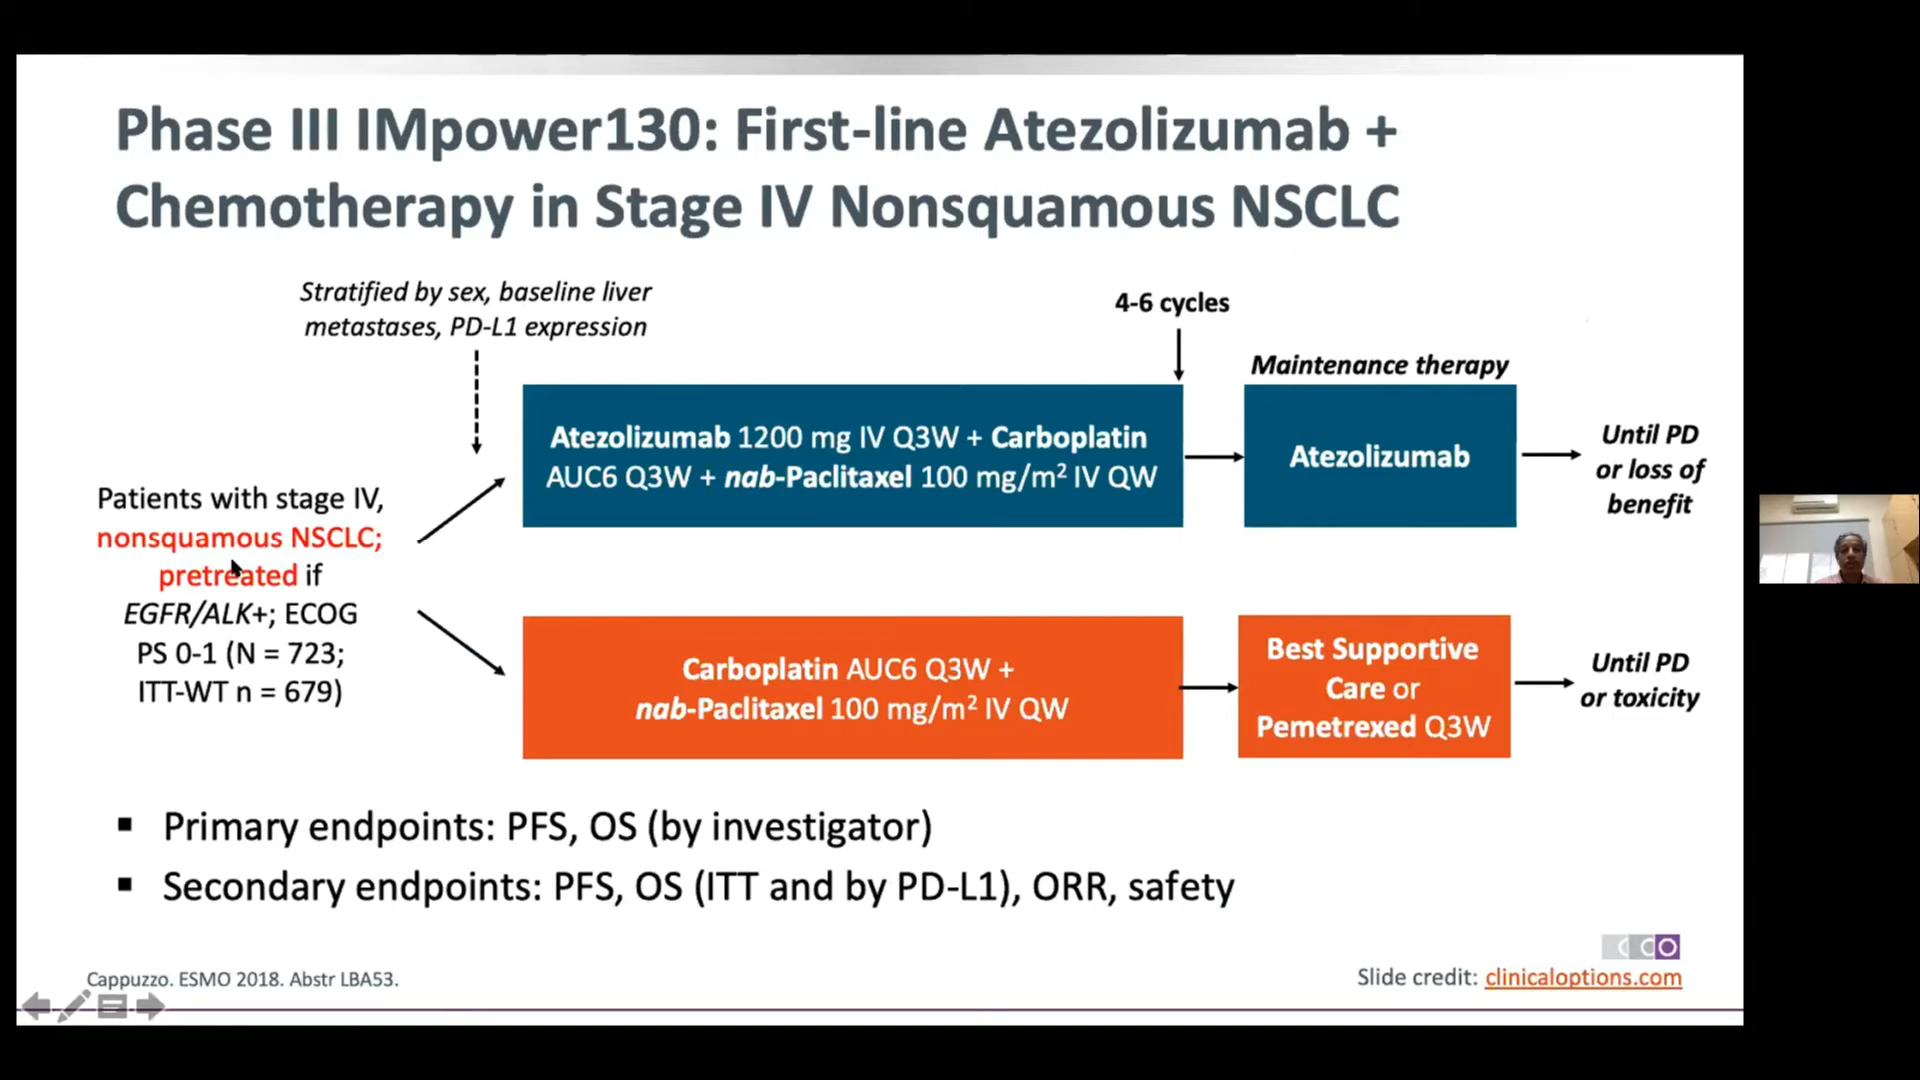 Phase III IMpower130: First-line Atezolizumab +
Chemotherapy in Stage IV Nonsquamous NSCLC
Stratified by sex, baseline liver
metastases, PD-L1 expression
4-6 cycles
Maintenance therapy
Atezolizumab 1200 mg IV Q3W + Carboplatin
AUC6 Q3W + nab-Paclitaxel 100 mg/m² IV QW
Atezolizumab
Until PD
or loss of
benefit
Patients with stage IV,
nonsquamous NSCLC;
pretreated if
EGFR/ALK+; ECOG
PS 0-1 (N = 723;
ITT-WT n = 679)
Carboplatin AUC6 Q3W +
nab-Paclitaxel 100 mg/m² IV QW
Best Supportive
Care or
Pemetrexed Q3W
Until PD
or toxicity
▪ Primary endpoints: PFS, OS (by investigator)
▪ Secondary endpoints: PFS, OS (ITT and by PD-L1), ORR, safety
CCO
Cappuzzo. ESMO 2018. Abstr LBA53.
Slide credit: clinicaloptions.com